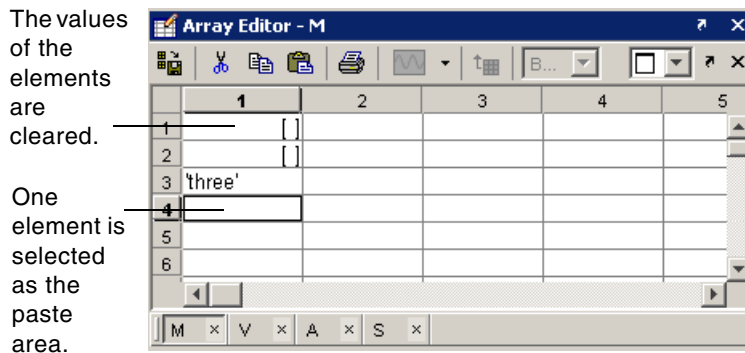 The values
of the
elements
are
cleared.
One
element is
selected
as the
paste
area.
Array Editor - M
B...
1 2 3 4 5
1 [ ]
2 [ ]
3 'three'
4
5
6
M × V × A × S ×